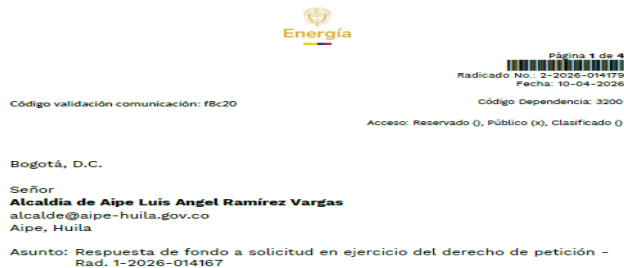 Energía
Página 1 de 4
Radicado No.: 2-2026-014179
Fecha: 10-04-2026
Código validación comunicación: f8c20
Código Dependencia: 3200
Acceso: Reservado (), Público (x), Clasificado ()
Bogotá, D.C.
Señor
Alcaldia de Aipe Luis Angel Ramírez Vargas
alcalde@aipe-huila.gov.co
Aipe, Huila
Asunto: Respuesta de fondo a solicitud en ejercicio del derecho de petición -
Rad. 1-2026-014167